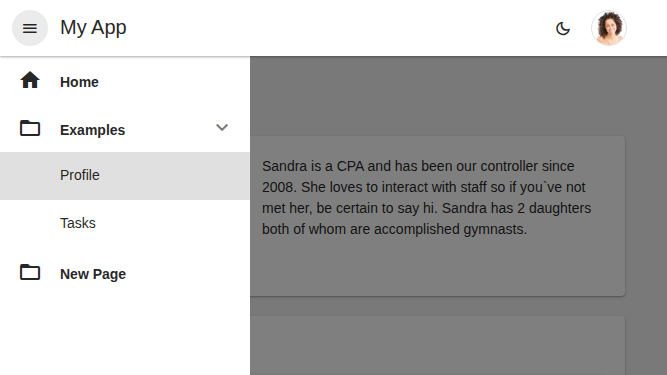 My App
Home
Examples
Profile
Tasks
New Page
Sandra is a CPA and has been our controller since
2008. She loves to interact with staff so if you`ve not
met her, be certain to say hi. Sandra has 2 daughters
both of whom are accomplished gymnasts.